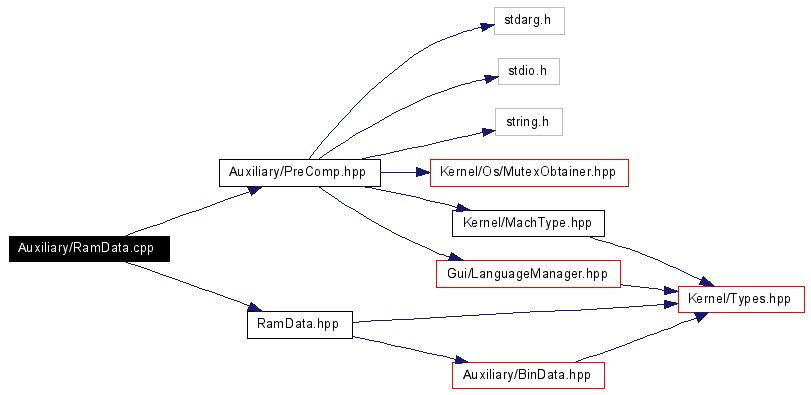 stdarg.h
stdio.h
string.h
Auxiliary/PreComp.hpp
Kernel/Os/MutexObtainer.hpp
Kernel/MachType.hpp
Auxiliary/RamData.cpp
Gui/LanguageManager.hpp
Kernel/Types.hpp
RamData.hpp
Auxiliary/BinData.hpp